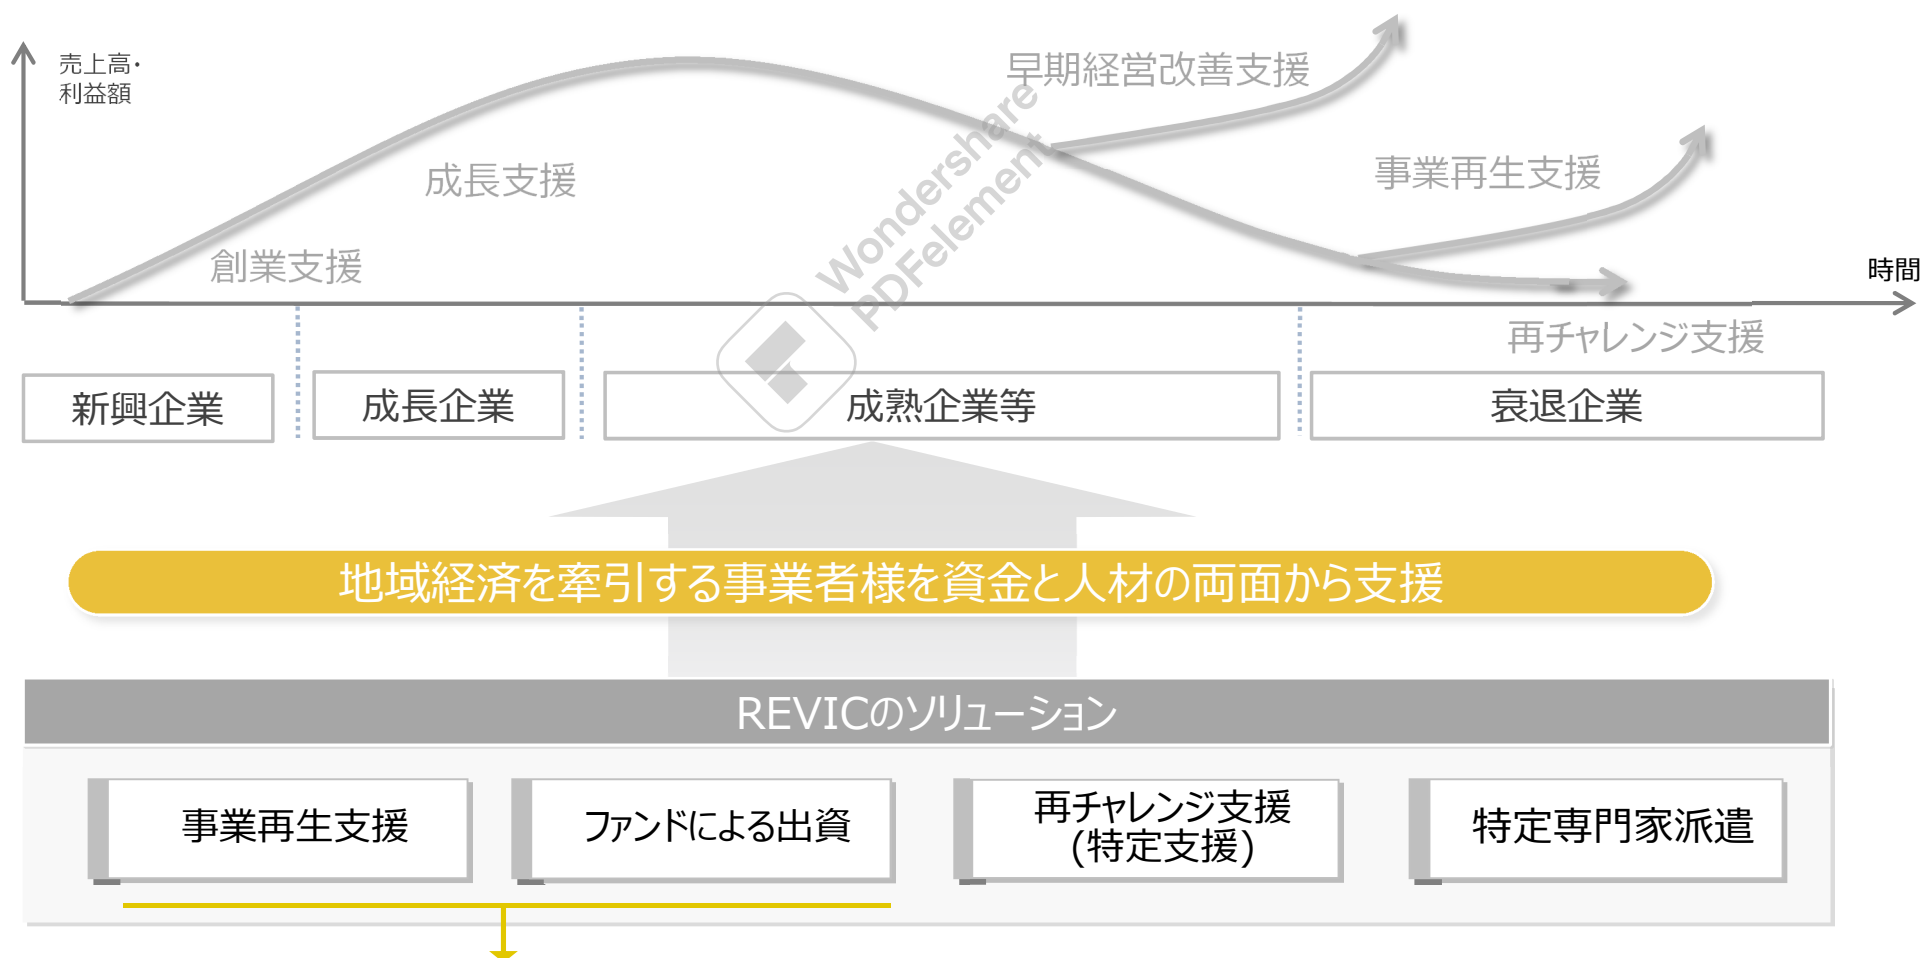 売上高・
利益額
早期経営改善支援
成長支援
事業再生支援
創業支援
時間
再チャレンジ支援
Wondershare
PDFelement
新興企業
成長企業
成熟企業等
衰退企業
地域経済を牽引する事業者様を資金と人材の両面から支援
REVICのソリューション
事業再生支援
ファンドによる出資
再チャレンジ支援
(特定支援)
特定専門家派遣